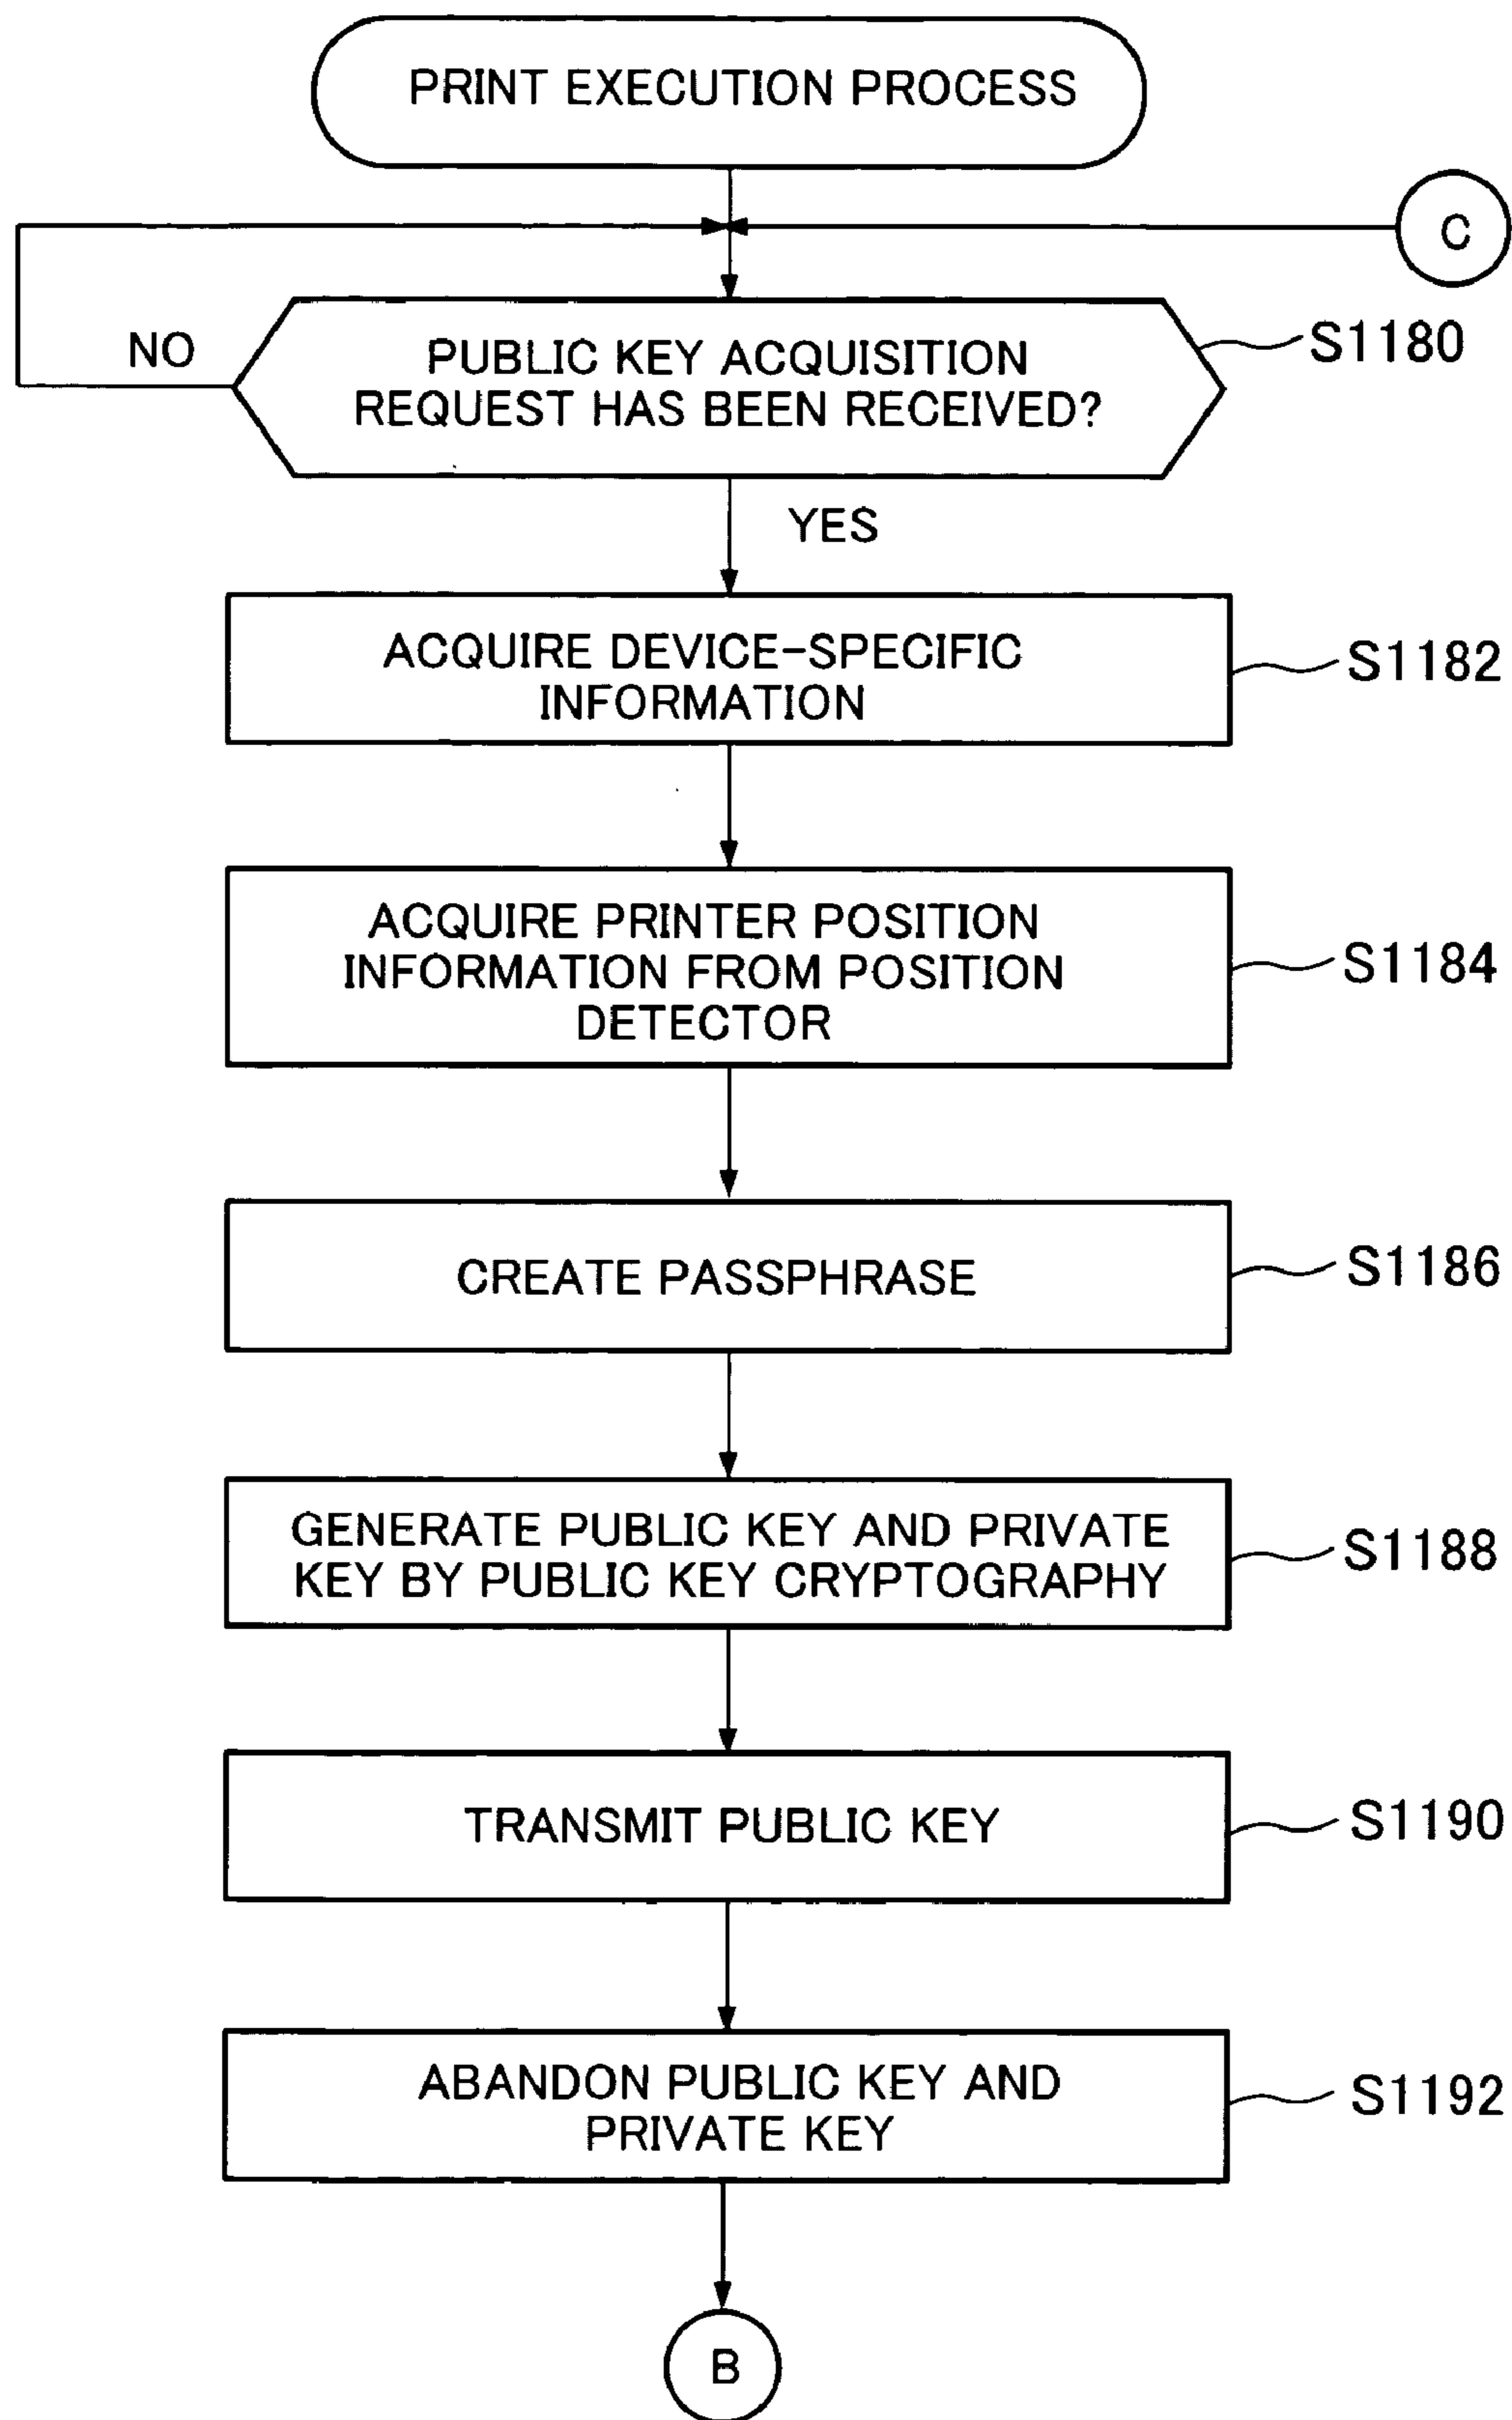 PRINT EXECUTION PROCESS
C
NO
PUBLIC KEY ACQUISITION
REQUEST HAS BEEN RECEIVED?
S1180
YES
ACQUIRE DEVICE-SPECIFIC
INFORMATION
S1182
ACQUIRE PRINTER POSITION
INFORMATION FROM POSITION
DETECTOR
S1184
CREATE PASSPHRASE
S1186
GENERATE PUBLIC KEY AND PRIVATE
KEY BY PUBLIC KEY CRYPTOGRAPHY
S1188
TRANSMIT PUBLIC KEY
S1190
ABANDON PUBLIC KEY AND
PRIVATE KEY
S1192
B